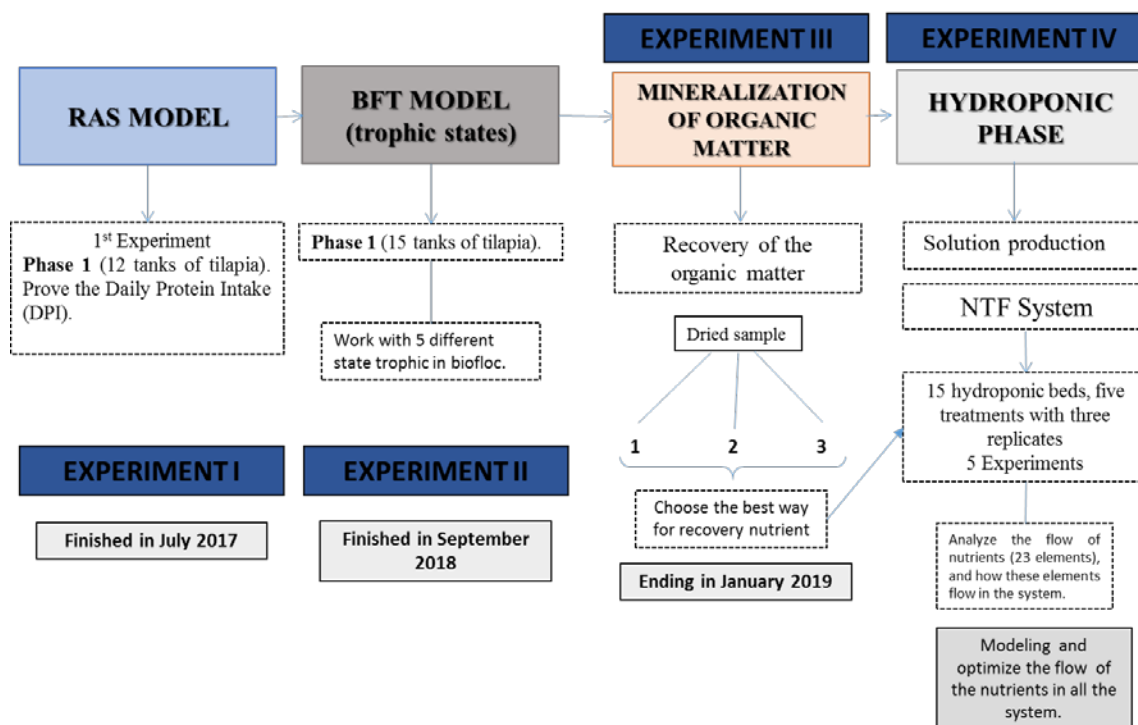 EXPERIMENT III
EXPERIMENT IV
RAS MODEL
BFT MODEL
(trophic states)
MINERALIZATION
OF ORGANIC
MATTER
HYDROPONIC
PHASE
1st Experiment
Phase 1 (12 tanks of tilapia).
Prove the Daily Protein Intake
(DPI).
Phase 1 (15 tanks of tilapia).
Work with 5 different
state trophic in biofloc.
Recovery of the
organic matter
Dried sample
1 2 3
Choose the best way
for recovery nutrient
Ending in January 2019
Solution production
NTF System
15 hydroponic beds, five
treatments with three
replicates
5 Experiments
Analyze the flow of
nutrients (23 elements),
and how these elements
flow in the system.
Modeling and
optimize the flow of
the nutrients in all the
system.
EXPERIMENT I
Finished in July 2017
EXPERIMENT II
Finished in September
2018